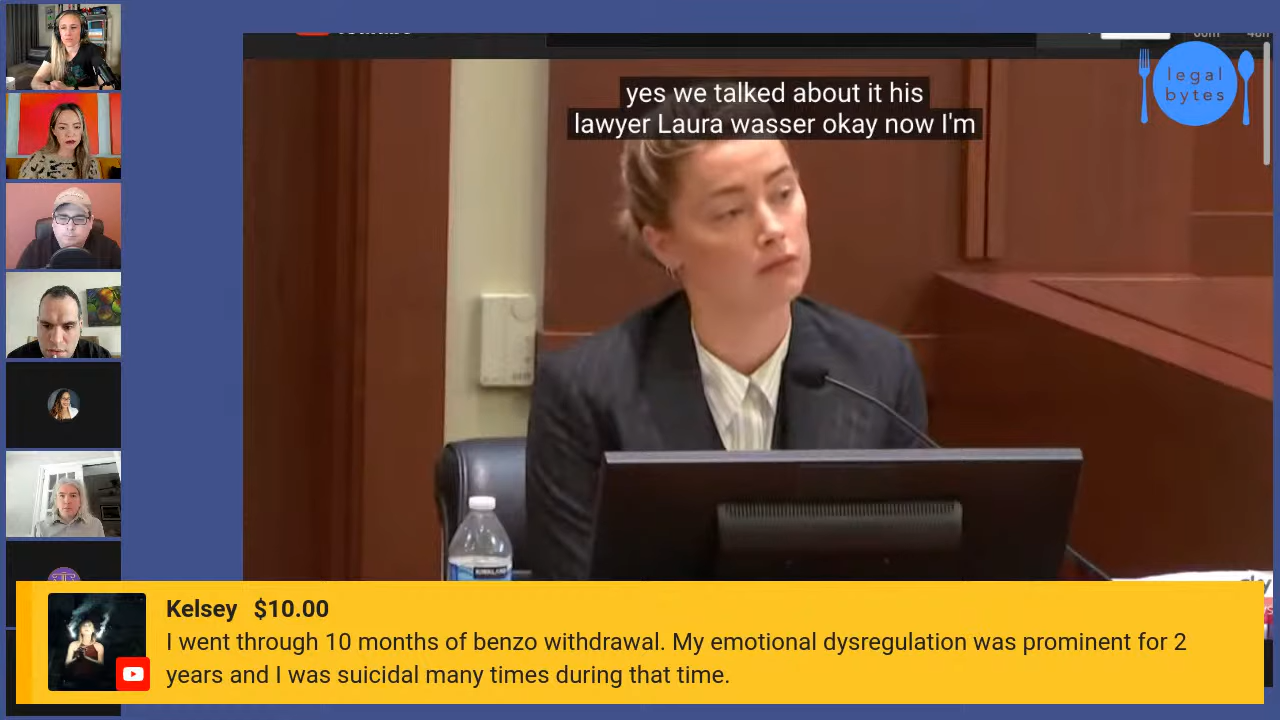 yes we talked about it his
lawyer Laura wasser okay now I'm
legal
bytes
KIRKLAND
Kelsey $10.00
I went through 10 months of benzo withdrawal. My emotional dysregulation was prominent for 2
years and I was suicidal many times during that time.